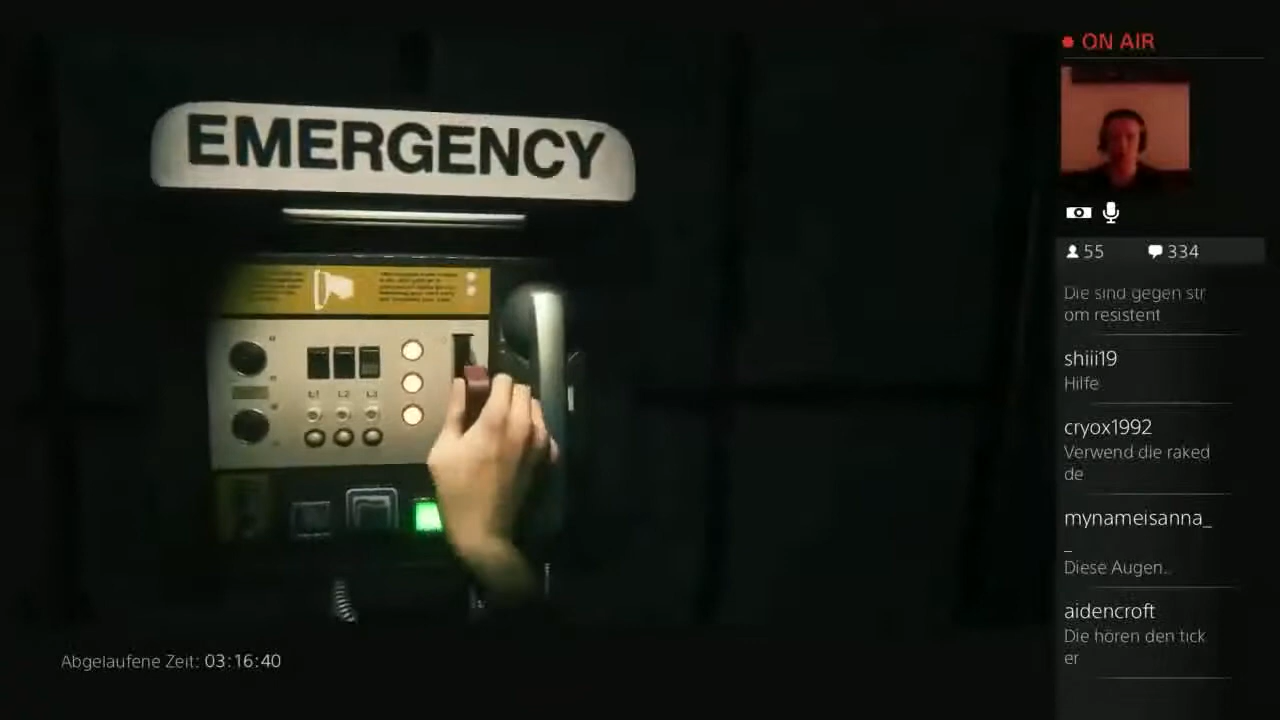 EMERGENCY
L1 L2 L3
Abgelaufene Zeit: 03:16:40
ON AIR
55 334
Die sind gegen str
om resistent
shiii19
Hilfe
cryox1992
Verwend die raked
de
mynameisanna_
_
Diese Augen..
aidencroft
Die hören den tick
er